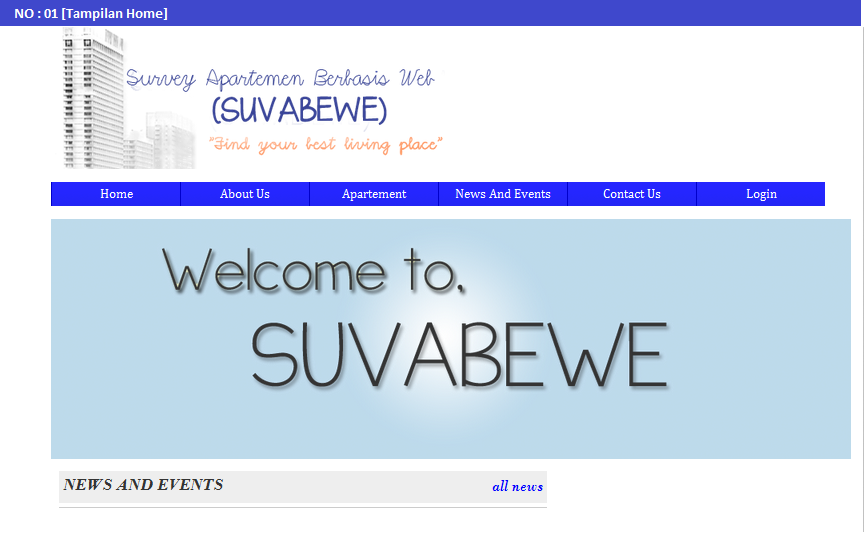 NO : 01 [Tampilan Home]
Survey Apartemen Berbasis Web
(SUVABEWE)
"Find your best living place"
Home About Us Apartement News And Events Contact Us Login
Welcome to,
SUVABEWE
NEWS AND EVENTS all news